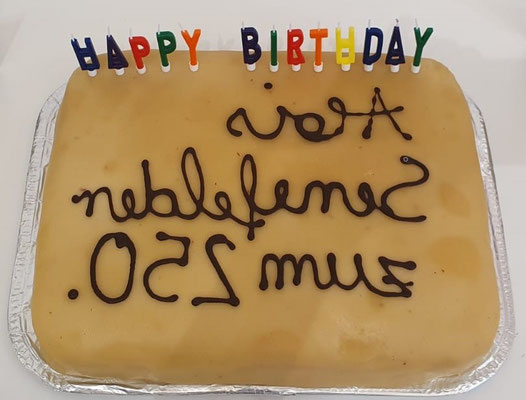 HAPPY BIRTHDAY
Alois
Senefelder
zum 250.